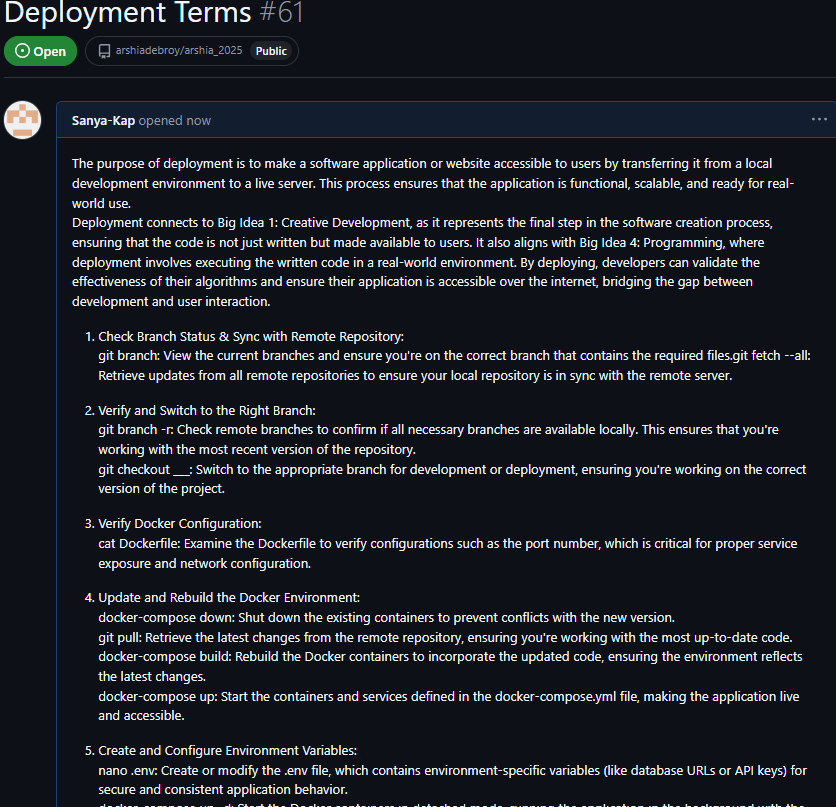 Deployment Terms #61
Open arshiadebroy/arshia_2025 Public
Sanya-Kap opened now
The purpose of deployment is to make a software application or website accessible to users by transferring it from a local
development environment to a live server. This process ensures that the application is functional, scalable, and ready for real-
world use.
Deployment connects to Big Idea 1: Creative Development, as it represents the final step in the software creation process,
ensuring that the code is not just written but made available to users. It also aligns with Big Idea 4: Programming, where
deployment involves executing the written code in a real-world environment. By deploying, developers can validate the
effectiveness of their algorithms and ensure their application is accessible over the internet, bridging the gap between
development and user interaction.
1. Check Branch Status & Sync with Remote Repository:
git branch: View the current branches and ensure you're on the correct branch that contains the required files.git fetch --all:
Retrieve updates from all remote repositories to ensure your local repository is in sync with the remote server.
2. Verify and Switch to the Right Branch:
git branch -r: Check remote branches to confirm if all necessary branches are available locally. This ensures that you're
working with the most recent version of the repository.
git checkout __: Switch to the appropriate branch for development or deployment, ensuring you're working on the correct
version of the project.
3. Verify Docker Configuration:
cat Dockerfile: Examine the Dockerfile to verify configurations such as the port number, which is critical for proper service
exposure and network configuration.
4. Update and Rebuild the Docker Environment:
docker-compose down: Shut down the existing containers to prevent conflicts with the new version.
git pull: Retrieve the latest changes from the remote repository, ensuring you're working with the most up-to-date code.
docker-compose build: Rebuild the Docker containers to incorporate the updated code, ensuring the environment reflects
the latest changes.
docker-compose up: Start the containers and services defined in the docker-compose.yml file, making the application live
and accessible.
5. Create and Configure Environment Variables:
nano .env: Create or modify the .env file, which contains environment-specific variables (like database URLs or API keys) for
secure and consistent application behavior.
docker-compose up -d: Start the Docker containers in detached mode, running the application in the background with the